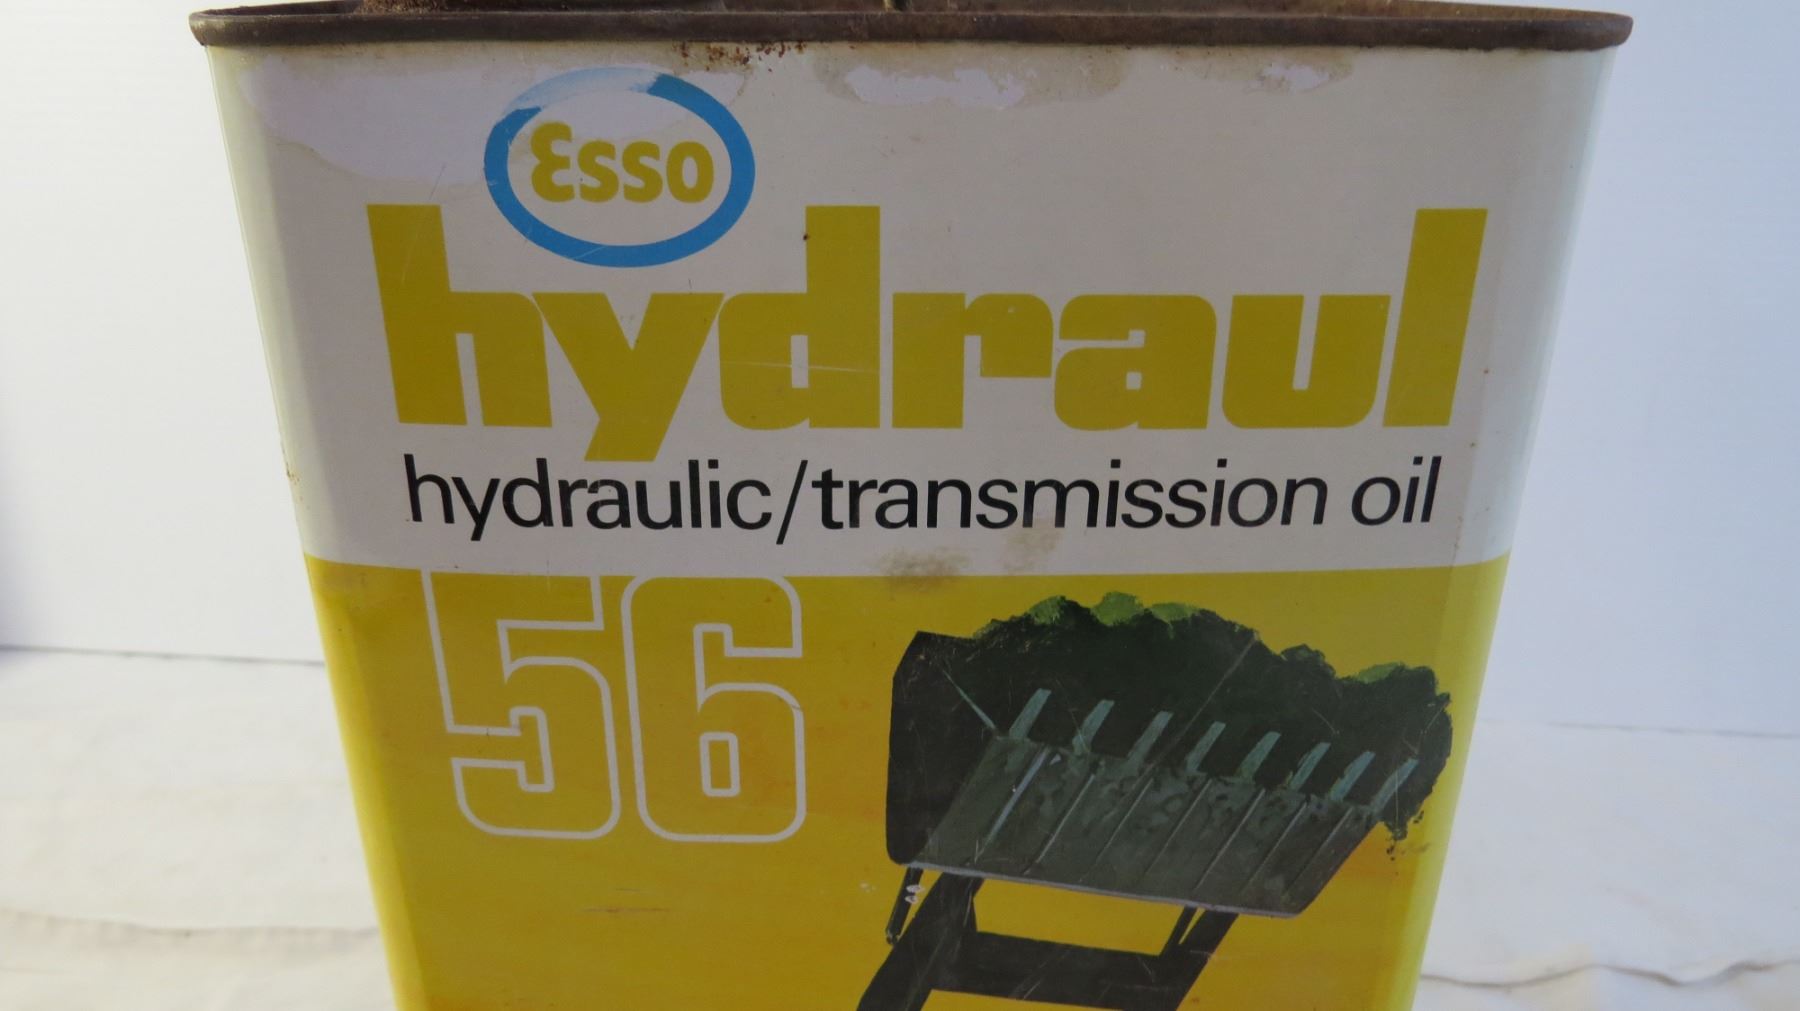 Esso
hydraul
hydraulic/transmission oil
56